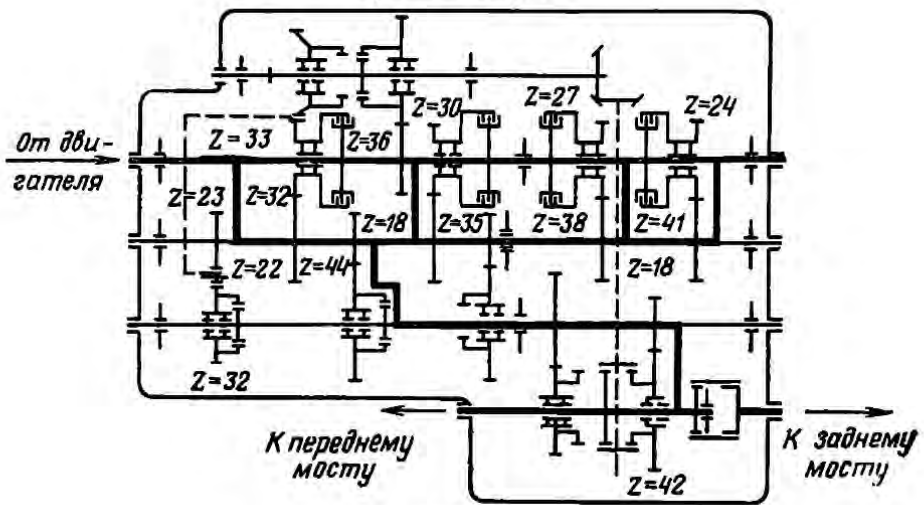 Z=30
Z=27
Z=24
От дви-
гателя
Z=33
Z=36
Z=23
Z=32
Z=18
Z=35
Z=38
Z=41
Z=22
Z=44
Z=18
Z=32
К переднему
мосту
К заднему
мосту
Z=42